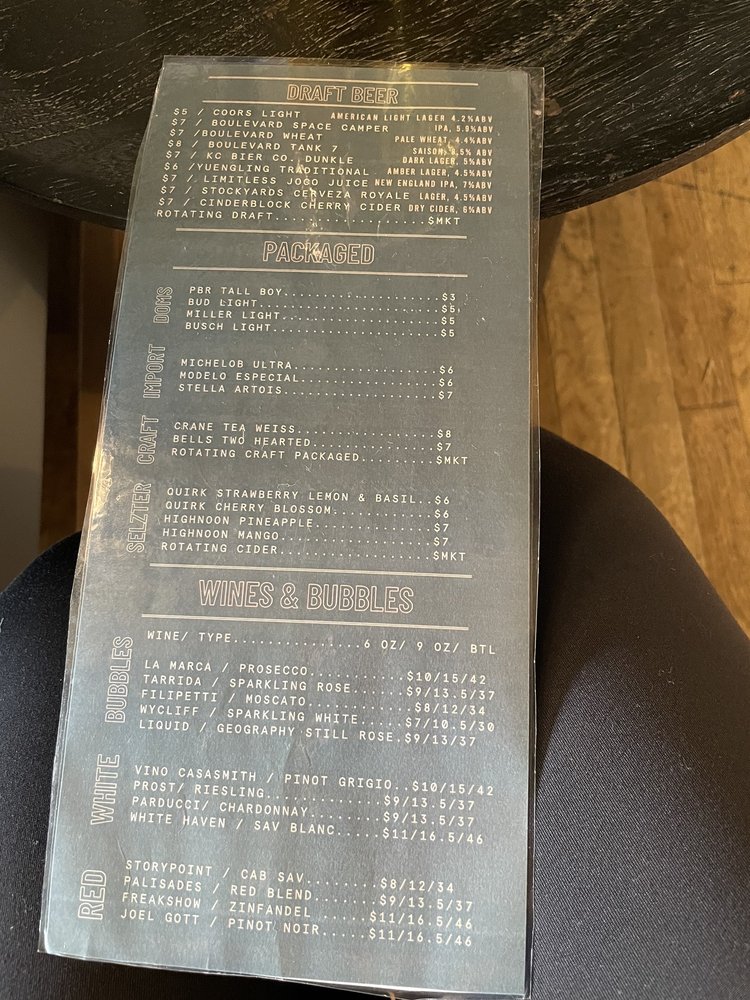 DRAFT BEER
$5 / COORS LIGHT AMERICAN LIGHT LAGER 4.2%ABV
$7 / BOULEVARD SPACE CAMPER IPA, 5.9%ABV
$7 /BOULEVARD WHEAT PALE WHEAT, 4.4%ABV
$8 / BOULEVARD TANK 7 SAISON, 8.5% ABV
$7 / KC BIER CO. DUNKLE DARK LAGER, 5%ABV
$6 /YUENGLING TRADITIONAL AMBER LAGER, 4.5%ABV
$7 / LIMITLESS JOCO JUICE NEW ENGLAND IPA, 7%ABV
$7 / STOCKYARDS CERVEZA ROYALE LAGER, 4.5%ABV
$7 / CINDERBLOCK CHERRY CIDER DRY CIDER, 6%ABV
ROTATING DRAFT...................$MKT
PACKAGED
DOMS
PBR TALL BOY....................$3
BUD LIGHT.......................$5
MILLER LIGHT....................$5
BUSCH LIGHT.....................$5
IMPORT
MICHELOB ULTRA..................$6
MODELO ESPECIAL.................$6
STELLA ARTOIS...................$7
CRAFT
CRANE TEA WEISS.................$8
BELLS TWO HEARTED...............$7
ROTATING CRAFT PACKAGED.........$MKT
SELZTER
QUIRK STRAWBERRY LEMON & BASIL..$6
QUIRK CHERRY BLOSSOM............$6
HIGHNOON PINEAPPLE..............$7
HIGHNOON MANGO..................$7
ROTATING CIDER..................$MKT
WINES & BUBBLES
WINE/ TYPE...............6 OZ/ 9 OZ/ BTL
BUBBLES
LA MARCA / PROSECCO...........$10/15/42
TARRIDA / SPARKLING ROSE......$9/13.5/37
FILIPETTI / MOSCATO............$8/12/34
WYCLIFF / SPARKLING WHITE.....$7/10.5/30
LIQUID / GEOGRAPHY STILL ROSE.$9/13/37
WHITE
VINO CASASMITH / PINOT GRIGIO..$10/15/42
PROST/ RIESLING..............$9/13.5/37
PARDUCCI/ CHARDONNAY.........$9/13.5/37
WHITE HAVEN / SAV BLANC.....$11/16.5/46
RED
STORYPOINT / CAB SAV.........$8/12/34
PALISADES / RED BLEND.......$9/13.5/37
FREAKSHOW / ZINFANDEL ......$11/16.5/46
JOEL GOTT / PINOT NOIR.....$11/16.5/46